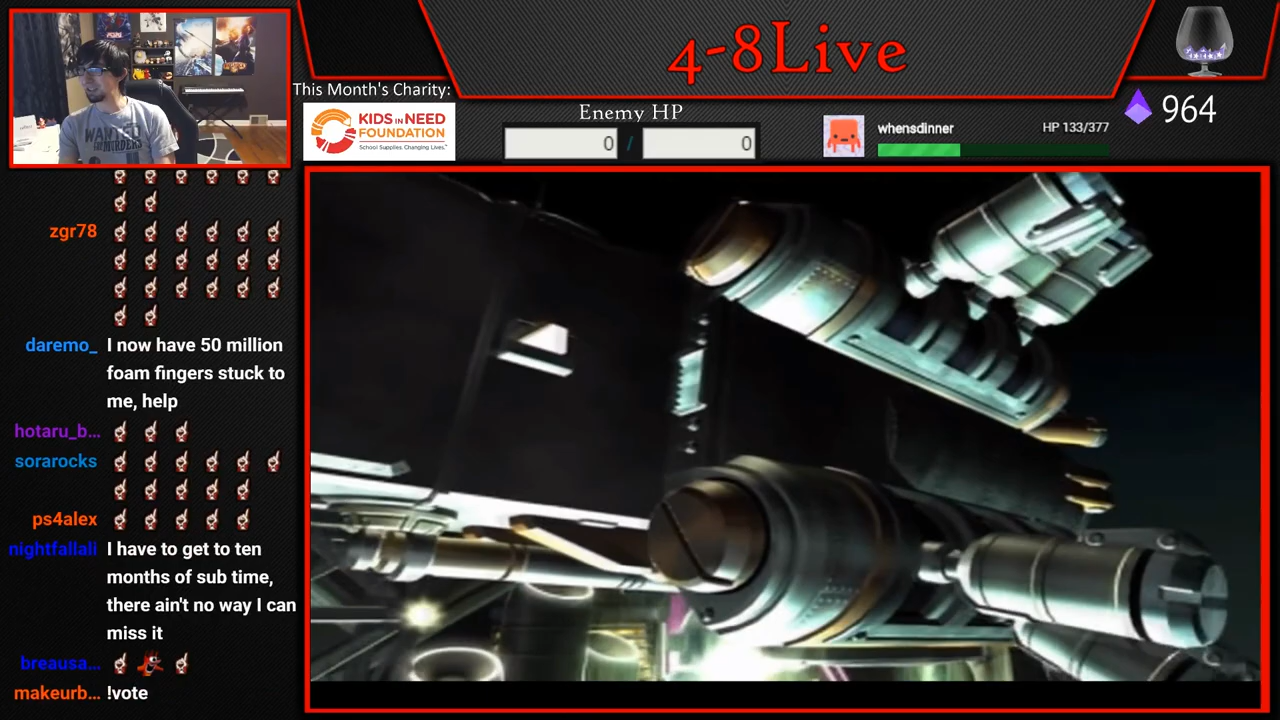 4-8Live
This Month's Charity:
KIDS IN NEED
FOUNDATION
School Supplies. Changing Lives.™
Enemy HP
0 / 0
whensdinner HP 133/377
964
WANTED
zgr78
daremo_ I now have 50 million
foam fingers stuck to
me, help
hotaru_b...
sorarocks
ps4alex
nightfallali I have to get to ten
months of sub time,
there ain't no way I can
miss it
breausa...
makeurb... !vote